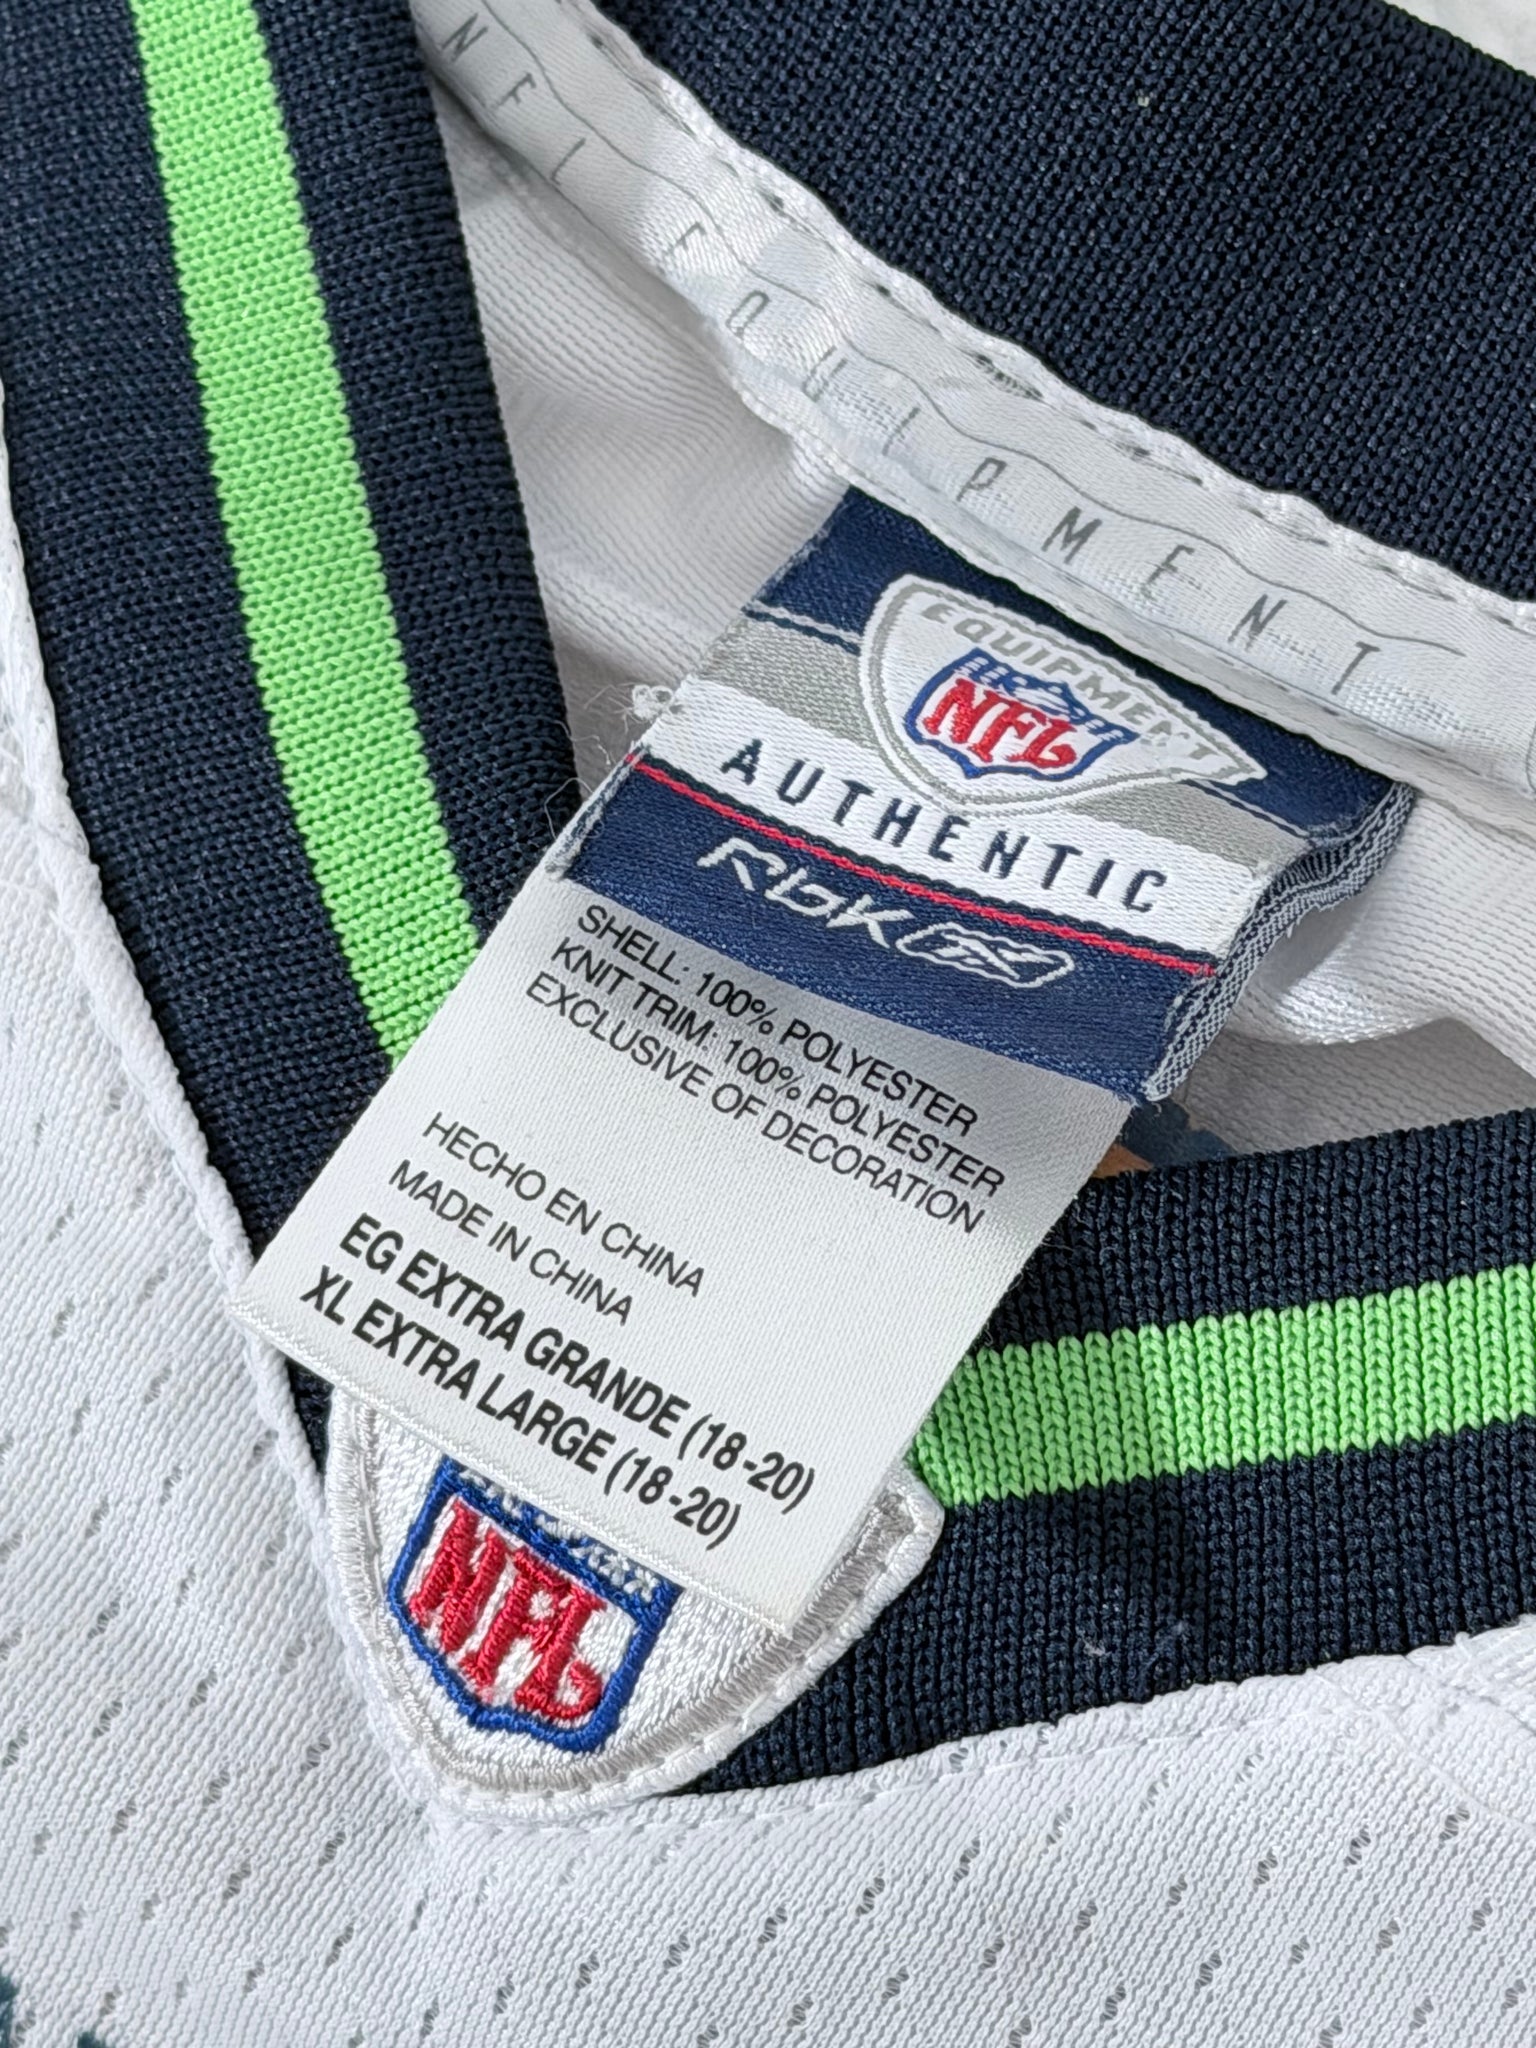 NFL EQUIPMENT
EQUIPMENT
NFL
AUTHENTIC
RBK
SHELL: 100% POLYESTER
KNIT TRIM: 100% POLYESTER
EXCLUSIVE OF DECORATION
HECHO EN CHINA
MADE IN CHINA
EG EXTRA GRANDE (18-20)
XL EXTRA LARGE (18-20)
NFL